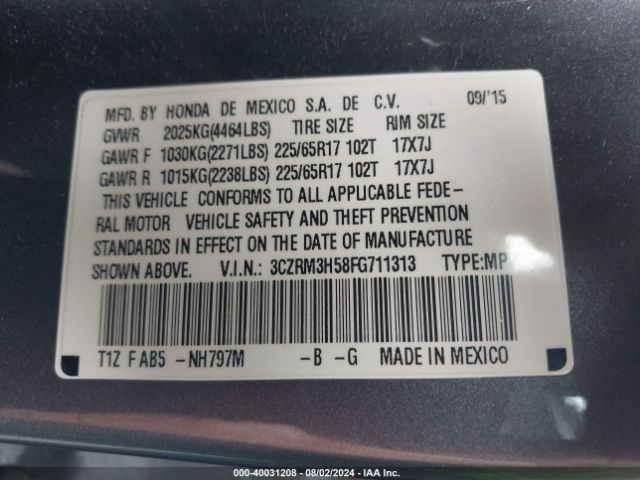 MFD. BY HONDA DE MEXICO S.A. DE C.V. 09/'15
GVWR 2025KG(4464LBS) TIRE SIZE RIM SIZE
GAWR F 1030KG(2271LBS) 225/65R17 102T 17X7J
GAWR R 1015KG(2238LBS) 225/65R17 102T 17X7J
THIS VEHICLE CONFORMS TO ALL APPLICABLE FEDE-
RAL MOTOR VEHICLE SAFETY AND THEFT PREVENTION
STANDARDS IN EFFECT ON THE DATE OF MANUFACTURE
SHOWN ABOVE. V.I.N.: 3CZRM3H58FG711313 TYPE:MP
T1Z F AB5 -NH797M -B -G MADE IN MEXICO
000-40031208 - 08/02/2024 - IAA Inc.